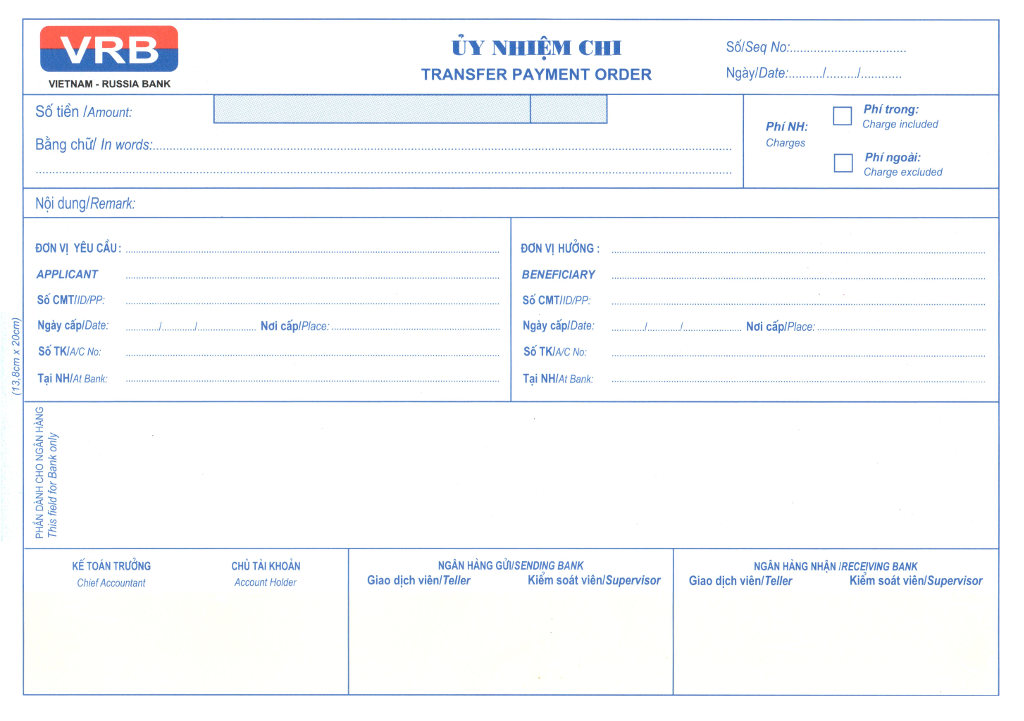 VRB
VIETNAM - RUSSIA BANK
ỦY NHIỆM CHI
TRANSFER PAYMENT ORDER
Số/Seq No:................................
Ngày/Date:........../........./............
Số tiền /Amount:
Bằng chữ/ In words:
Phí NH:
Charges
Phí trong:
Charge included
Phí ngoài:
Charge excluded
Nội dung/Remark:
ĐƠN VỊ YÊU CẦU :
APPLICANT
Số CMT/ID/PP:
Ngày cấp/Date: ............/............/..................... Nơi cấp/Place:
Số TK/A/C No:
Tại NH/At Bank:
ĐƠN VỊ HƯỞNG :
BENEFICIARY
Số CMT/ID/PP:
Ngày cấp/Date: ............/............/..................... Nơi cấp/Place:
Số TK/A/C No:
Tại NH/At Bank:
(13,8cm x 20cm)
PHẦN DÀNH CHO NGÂN HÀNG
This field for Bank only
KẾ TOÁN TRƯỞNG CHỦ TÀI KHOẢN
Chief Accountant Account Holder
NGÂN HÀNG GỬI/SENDING BANK
Giao dịch viên/Teller Kiểm soát viên/Supervisor
NGÂN HÀNG NHẬN /RECEIVING BANK
Giao dịch viên/Teller Kiểm soát viên/Supervisor